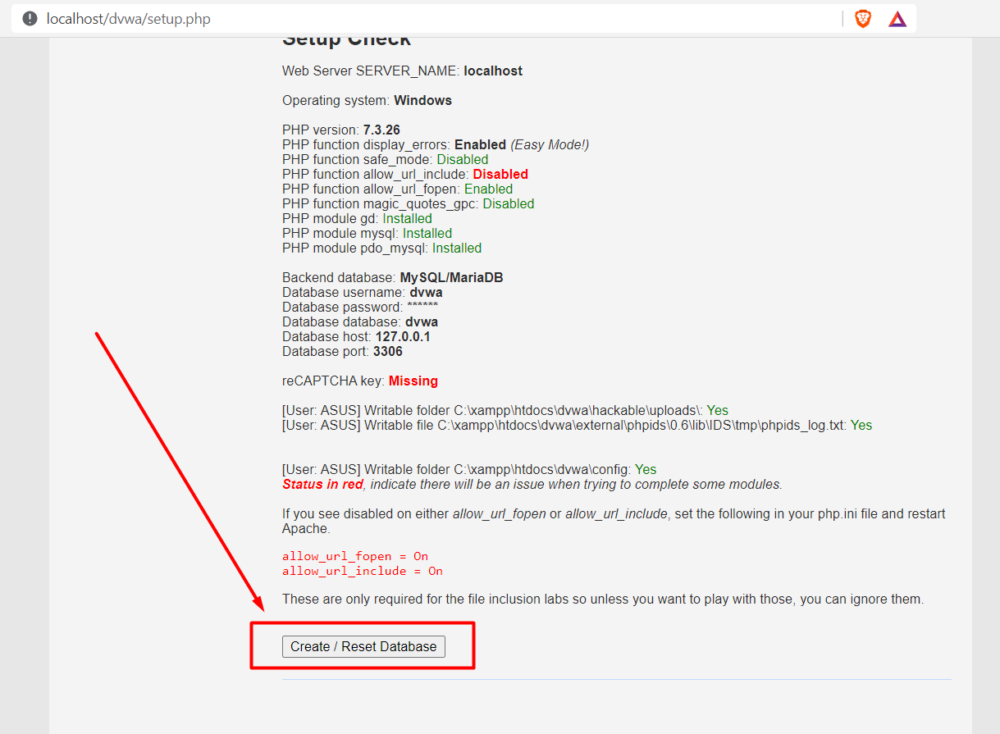 localhost/dvwa/setup.php
Setup Check
Web Server SERVER_NAME: localhost
Operating system: Windows
PHP version: 7.3.26
PHP function display_errors: Enabled (Easy Mode!)
PHP function safe_mode: Disabled
PHP function allow_url_include: Disabled
PHP function allow_url_fopen: Enabled
PHP function magic_quotes_gpc: Disabled
PHP module gd: Installed
PHP module mysql: Installed
PHP module pdo_mysql: Installed
Backend database: MySQL/MariaDB
Database username: dvwa
Database password: ******
Database database: dvwa
Database host: 127.0.0.1
Database port: 3306
reCAPTCHA key: Missing
[User: ASUS] Writable folder C:\xampp\htdocs\dvwa\hackable\uploads\: Yes
[User: ASUS] Writable file C:\xampp\htdocs\dvwa\external\phpids\0.6\lib\IDS\tmp\phpids_log.txt: Yes
[User: ASUS] Writable folder C:\xampp\htdocs\dvwa\config: Yes
Status in red, indicate there will be an issue when trying to complete some modules.
If you see disabled on either allow_url_fopen or allow_url_include, set the following in your php.ini file and restart
Apache.
allow_url_fopen = On
allow_url_include = On
These are only required for the file inclusion labs so unless you want to play with those, you can ignore them.
Create / Reset Database